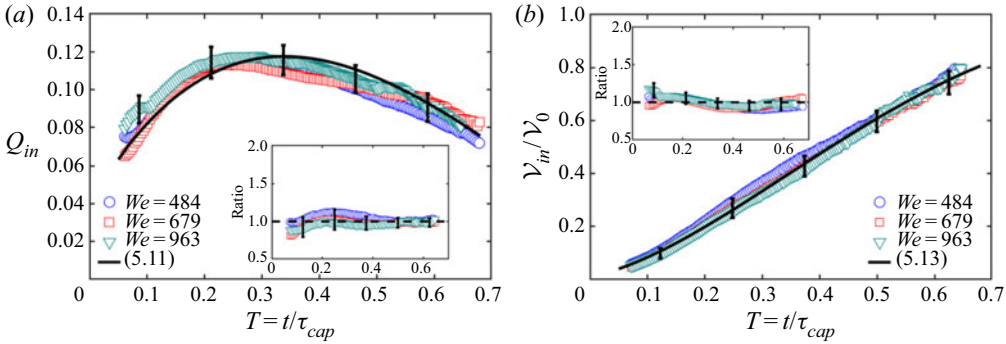 (a)
0.14
0.12
0.10
0.08
0.06
0.04
0.02
Q_in
We = 484
We = 679
We = 963
(5.11)
0 0.1 0.2 0.3 0.4 0.5 0.6 0.7
T = t/τ_cap
Ratio
2.0
1.5
1.0
0.5
0 0.2 0.4 0.6
(b)
1.0
0.8
0.6
0.4
0.2
V_in/V_0
We = 484
We = 679
We = 963
(5.13)
0 0.1 0.2 0.3 0.4 0.5 0.6 0.7
T = t/τ_cap
Ratio
2.0
1.5
1.0
0.5
0 0.2 0.4 0.6